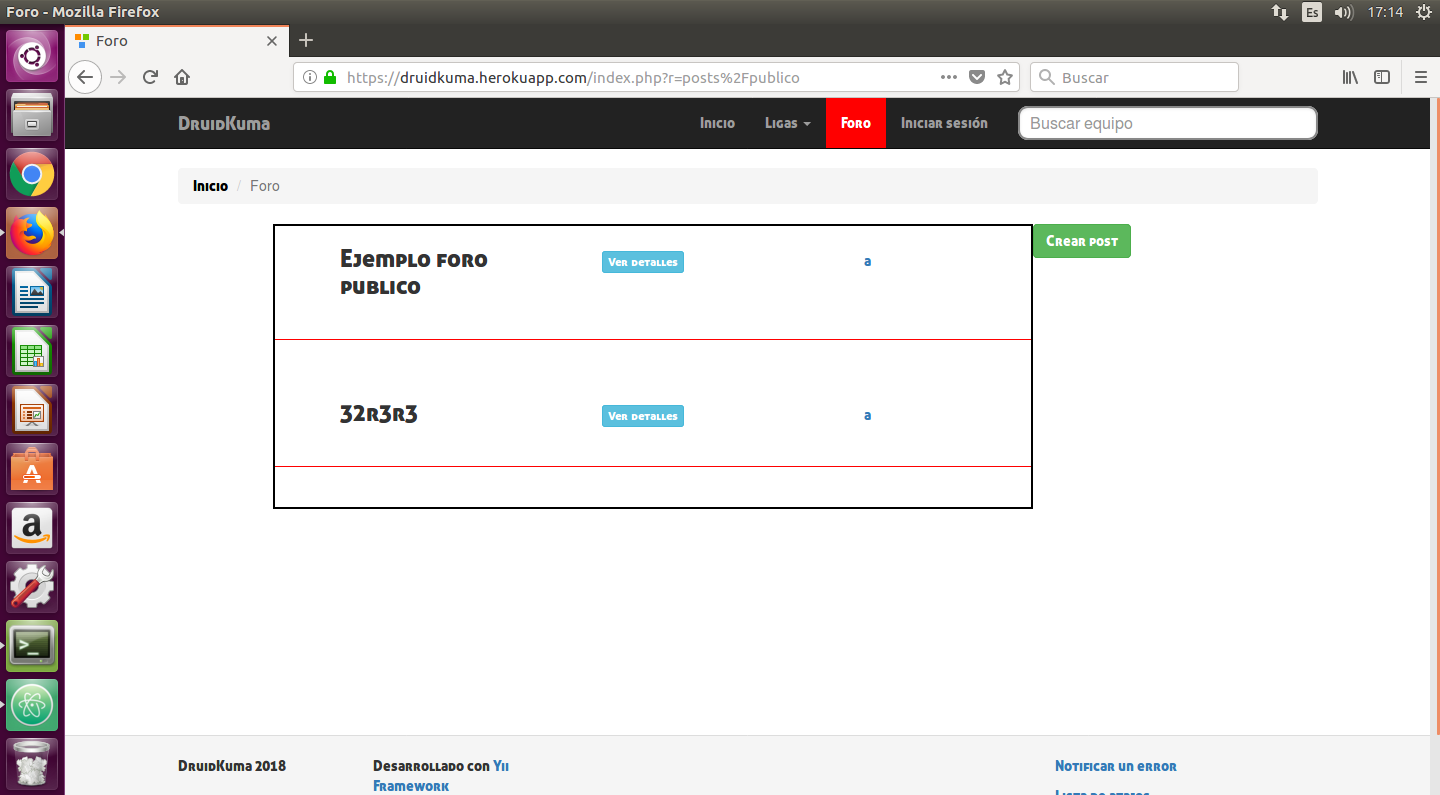 Foro - Mozilla Firefox
Es
17:14
Foro
https://druidkuma.herokuapp.com/index.php?r=posts%2Fpublico
Buscar
DruidKuma
Inicio
Ligas
Foro
Iniciar sesión
Buscar equipo
Inicio / Foro
Crear post
Ejemplo foro
publico
Ver detalles
a
32r3r3
Ver detalles
a
DruidKuma 2018
Desarrollado con Yii
Framework
Notificar un error